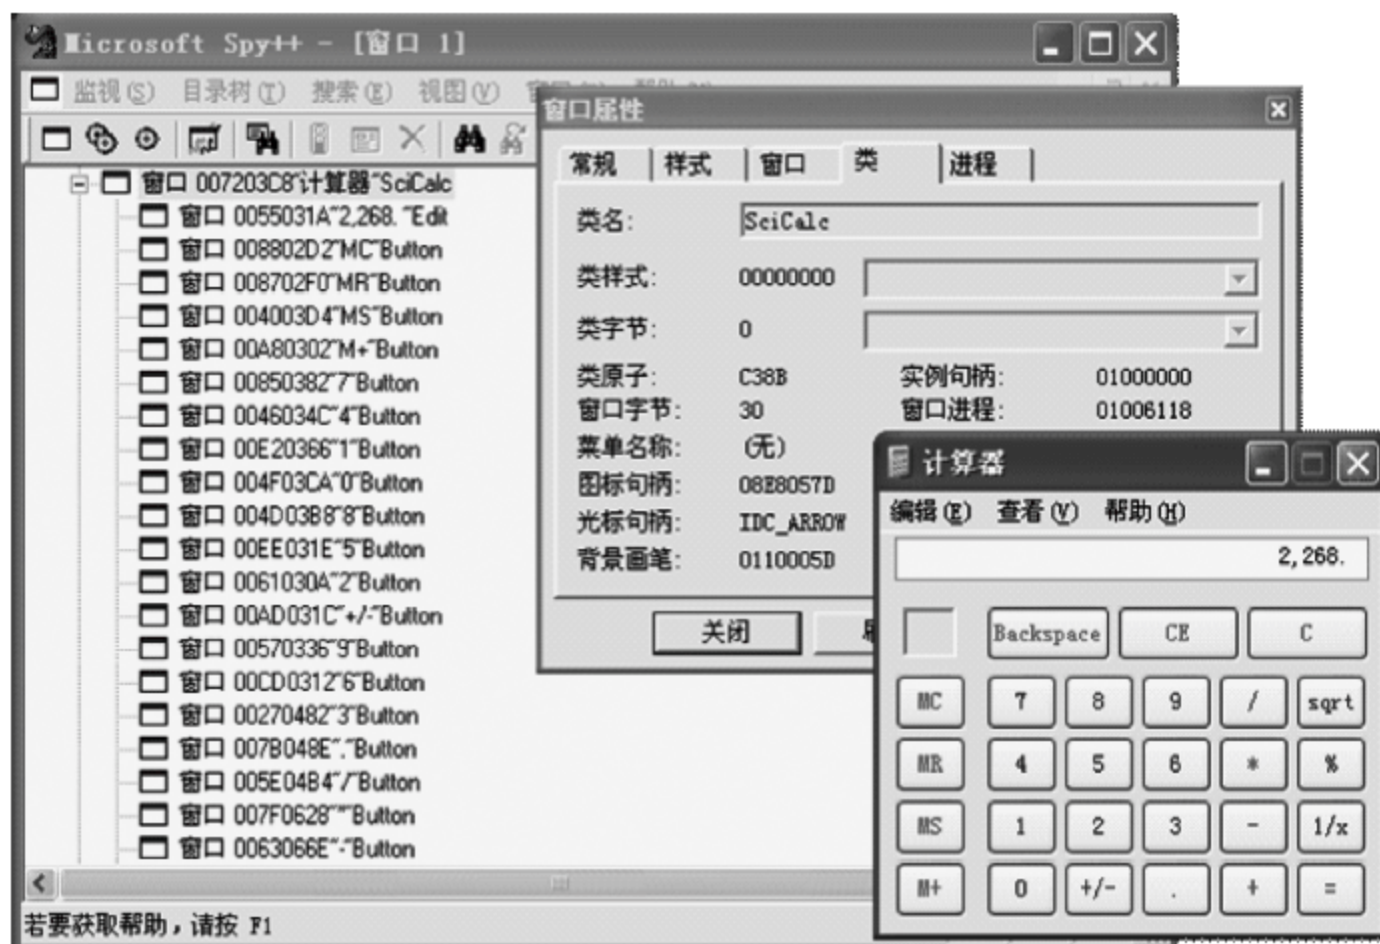 Microsoft Spy++ - [窗口 1]
监视(S) 目录树(T) 搜索(E) 视图(V)
窗口 007203C8"计算器"SciCalc
窗口 0055031A"2,268. "Edit
窗口 008802D2"MC"Button
窗口 008702F0"MR"Button
窗口 004003D4"MS"Button
窗口 00A80302"M+"Button
窗口 00850382"7"Button
窗口 0046034C"4"Button
窗口 00E20366"1"Button
窗口 004F03CA"0"Button
窗口 004D03B8"8"Button
窗口 00EE031E"5"Button
窗口 0061030A"2"Button
窗口 00AD031C"+/-"Button
窗口 00570336"9"Button
窗口 00CD0312"6"Button
窗口 00270482"3"Button
窗口 007B048E"."Button
窗口 005E04B4"/"Button
窗口 007F0628"*"Button
窗口 0063066E"-"Button
若要获取帮助，请按 F1
窗口属性
常规 样式 窗口 类 进程
类名: SciCalc
类样式: 00000000
类字节: 0
类原子: C38B 实例句柄: 01000000
窗口字节: 30 窗口进程: 01006118
菜单名称: (无)
图标句柄: 08E8057D
光标句柄: IDC_ARROW
背景画笔: 0110005D
关闭
计算器
编辑(E) 查看(V) 帮助(H)
2,268.
Backspace CE C
MC 7 8 9 / sqrt
MR 4 5 6 * %
MS 1 2 3 - 1/x
M+ 0 +/- . + =